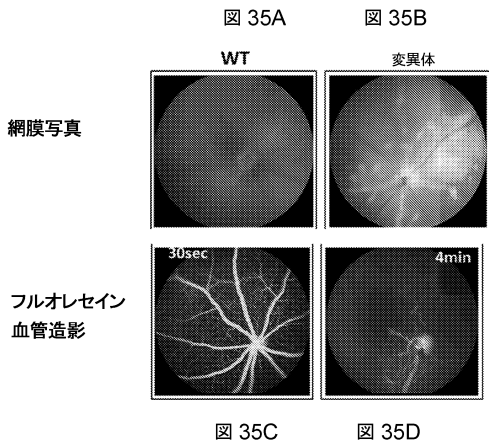 図 35A 図 35B
WT 変異体
網膜写真
30sec 4min
フルオレセイン
血管造影
図 35C 図 35D